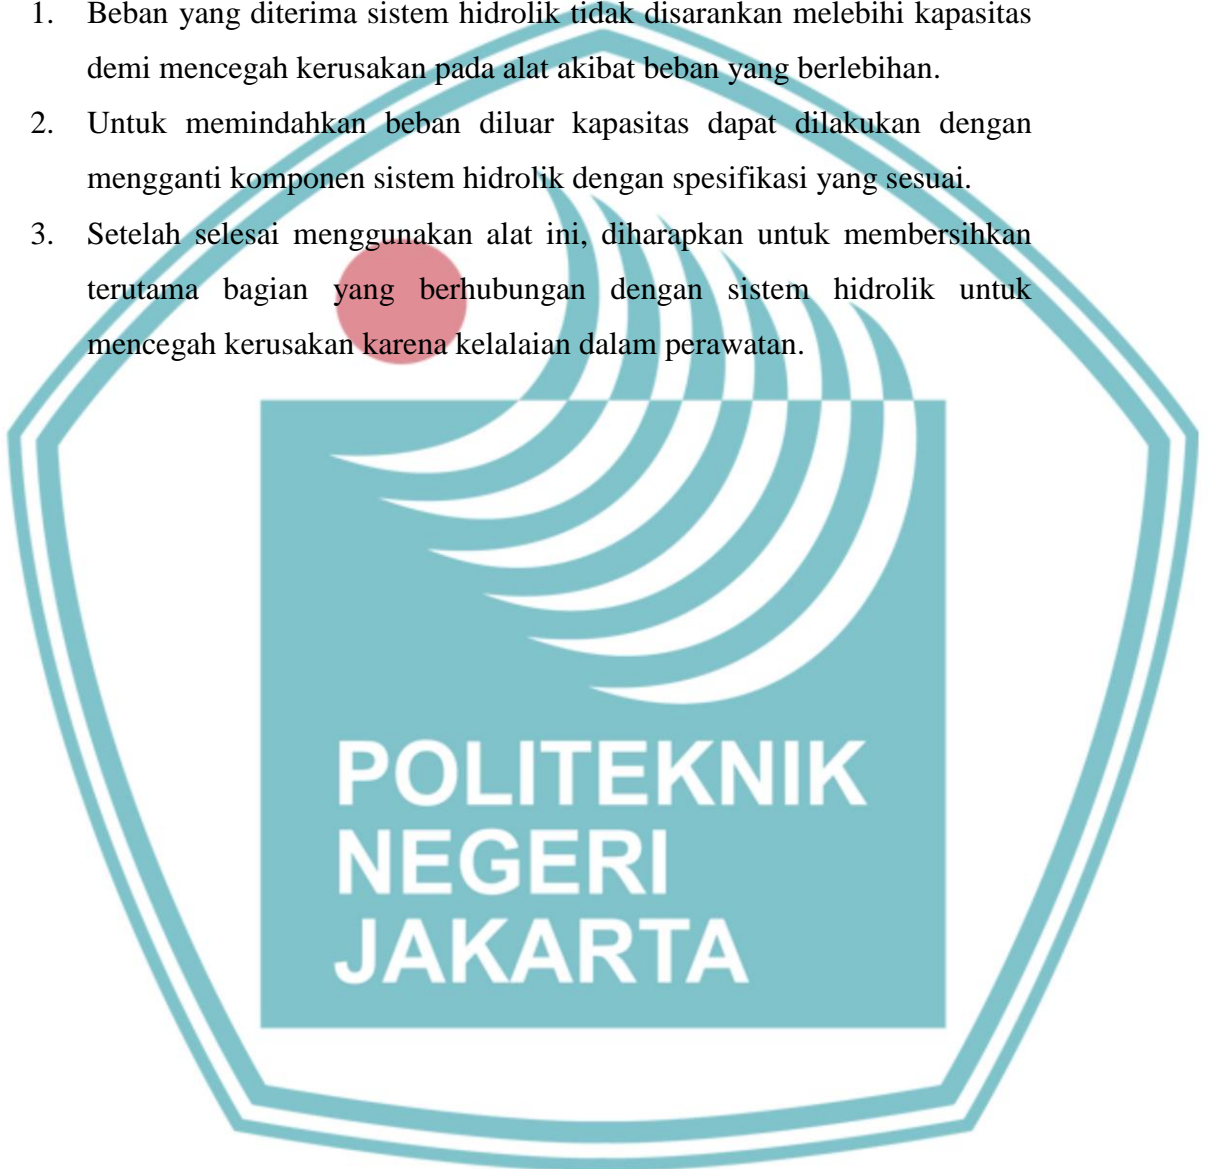 1. Beban yang diterima sistem hidrolik tidak disarankan melebihi kapasitas
demi mencegah kerusakan pada alat akibat beban yang berlebihan.
2. Untuk memindahkan beban diluar kapasitas dapat dilakukan dengan
mengganti komponen sistem hidrolik dengan spesifikasi yang sesuai.
3. Setelah selesai menggunakan alat ini, diharapkan untuk membersihkan
terutama bagian yang berhubungan dengan sistem hidrolik untuk
mencegah kerusakan karena kelalaian dalam perawatan.
POLITEKNIK
NEGERI
JAKARTA